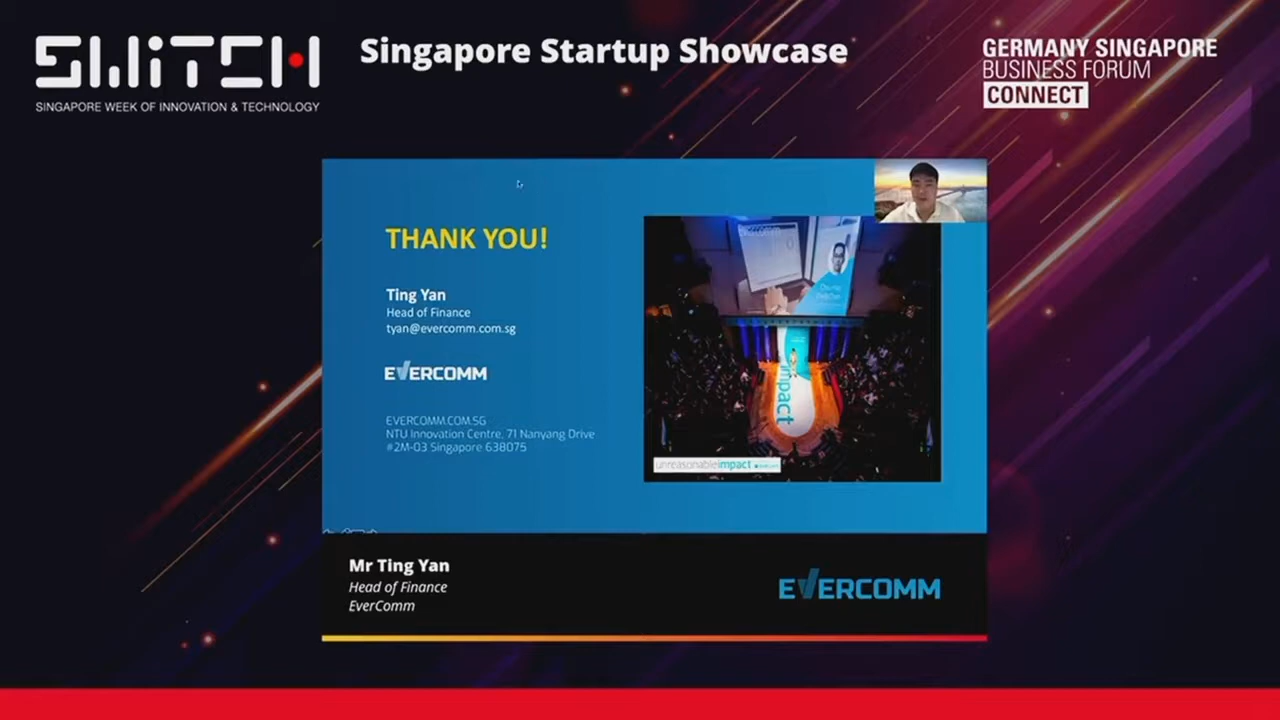 SWITCH
SINGAPORE WEEK OF INNOVATION & TECHNOLOGY
Singapore Startup Showcase
GERMANY SINGAPORE
BUSINESS FORUM
CONNECT
THANK YOU!
Ting Yan
Head of Finance
tyan@evercomm.com.sg
EVERCOMM
EVERCOMM.COM.SG
NTU Innovation Centre, 71 Nanyang Drive
#2M-03 Singapore 638075
impact
unreasonableimpact
Mr Ting Yan
Head of Finance
EverComm
EVERCOMM